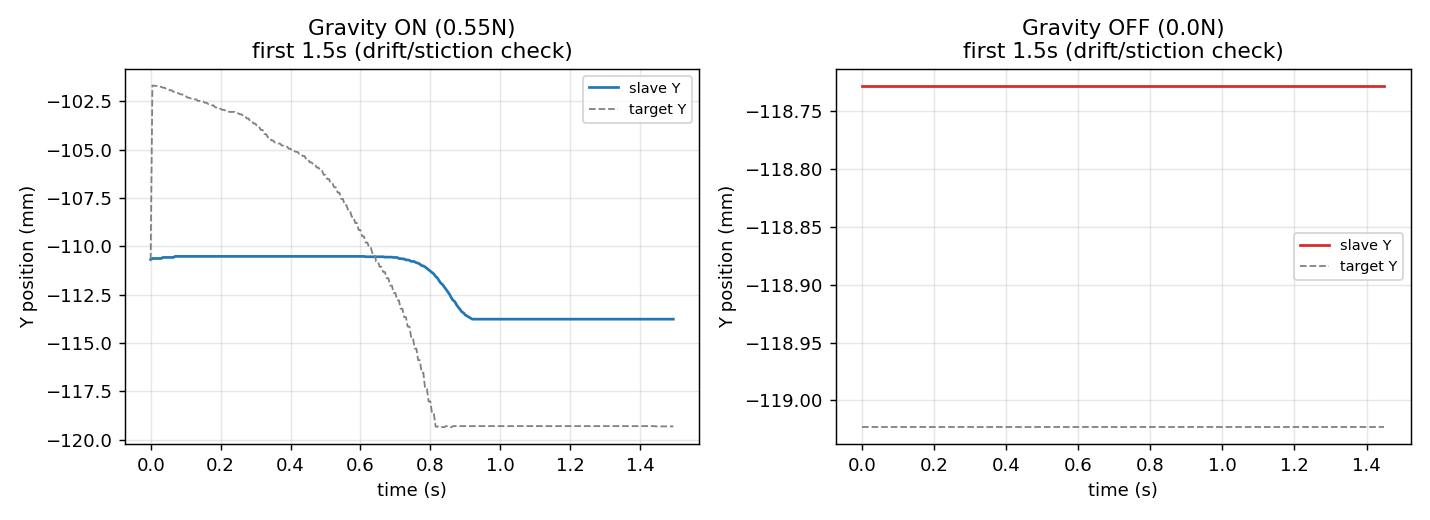 Gravity ON (0.55N)
first 1.5s (drift/stiction check)
slave Y
target Y
Y position (mm)
−102.5
−105.0
−107.5
−110.0
−112.5
−115.0
−117.5
−120.0
0.0 0.2 0.4 0.6 0.8 1.0 1.2 1.4
time (s)
Gravity OFF (0.0N)
first 1.5s (drift/stiction check)
slave Y
target Y
Y position (mm)
−118.75
−118.80
−118.85
−118.90
−118.95
−119.00
0.0 0.2 0.4 0.6 0.8 1.0 1.2 1.4
time (s)